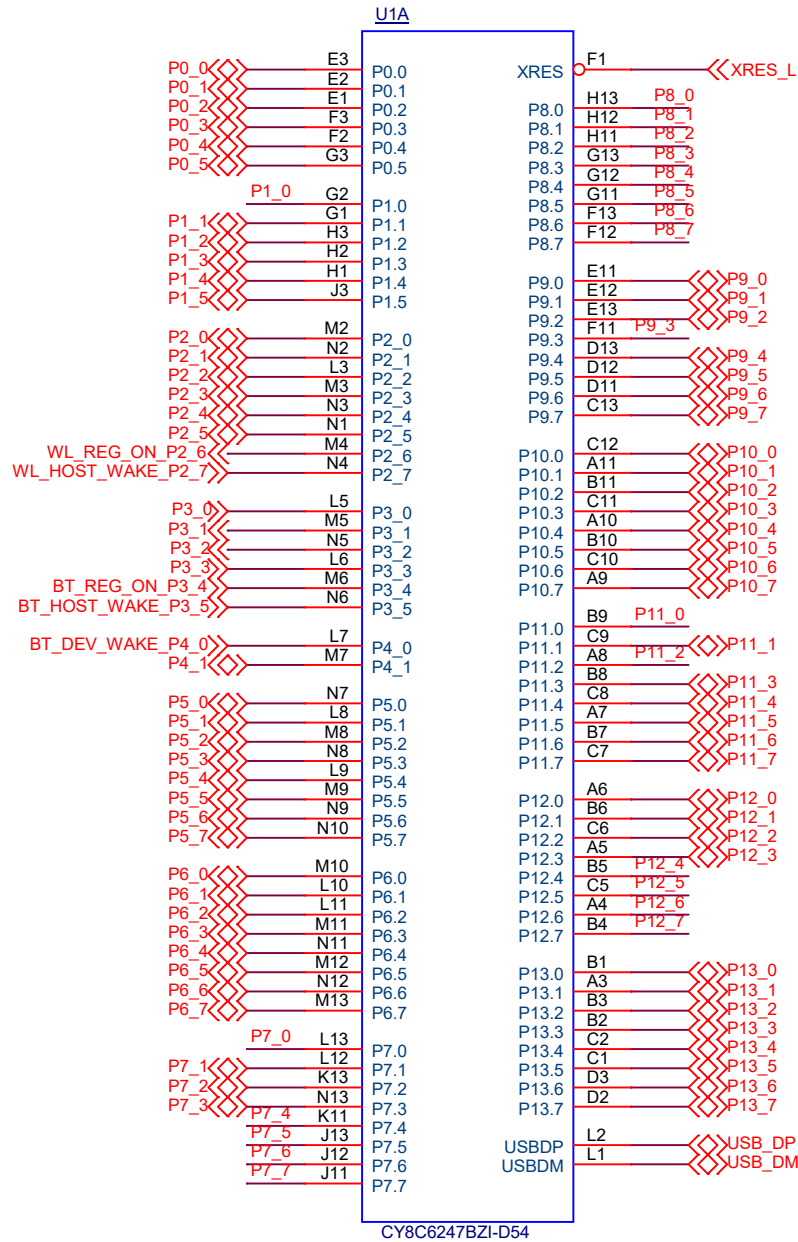 U1A
P0_0 E3 P0.0
P0_1 E2 P0.1
P0_2 E1 P0.2
P0_3 F3 P0.3
P0_4 F2 P0.4
P0_5 G3 P0.5
P1_0 G2 P1.0
P1_1 G1 P1.1
P1_2 H3 P1.2
P1_3 H2 P1.3
P1_4 H1 P1.4
P1_5 J3 P1.5
P2_0 M2 P2_0
P2_1 N2 P2_1
P2_2 L3 P2_2
P2_3 M3 P2_3
P2_4 N3 P2_4
P2_5 N1 P2_5
WL_REG_ON_P2_6 M4 P2_6
WL_HOST_WAKE_P2_7 N4 P2_7
P3_0 L5 P3_0
P3_1 M5 P3_1
P3_2 N5 P3_2
P3_3 L6 P3_3
BT_REG_ON_P3_4 M6 P3_4
BT_HOST_WAKE_P3_5 N6 P3_5
BT_DEV_WAKE_P4_0 L7 P4_0
P4_1 M7 P4_1
P5_0 N7 P5.0
P5_1 L8 P5.1
P5_2 M8 P5.2
P5_3 N8 P5.3
P5_4 L9 P5.4
P5_5 M9 P5.5
P5_6 N9 P5.6
P5_7 N10 P5.7
P6_0 M10 P6.0
P6_1 L10 P6.1
P6_2 L11 P6.2
P6_3 M11 P6.3
P6_4 N11 P6.4
P6_5 M12 P6.5
P6_6 N12 P6.6
P6_7 M13 P6.7
P7_0 L13 P7.0
P7_1 L12 P7.1
P7_2 K13 P7.2
P7_3 N13 P7.3
P7_4 K11 P7.4
P7_5 J13 P7.5
P7_6 J12 P7.6
P7_7 J11 P7.7
XRES F1 XRES_L
P8.0 H13 P8_0
P8.1 H12 P8_1
P8.2 H11 P8_2
P8.3 G13 P8_3
P8.4 G12 P8_4
P8.5 G11 P8_5
P8.6 F13 P8_6
P8.7 F12 P8_7
P9.0 E11 P9_0
P9.1 E12 P9_1
P9.2 E13 P9_2
P9.3 F11 P9_3
P9.4 D13 P9_4
P9.5 D12 P9_5
P9.6 D11 P9_6
P9.7 C13 P9_7
P10.0 C12 P10_0
P10.1 A11 P10_1
P10.2 B11 P10_2
P10.3 C11 P10_3
P10.4 A10 P10_4
P10.5 B10 P10_5
P10.6 C10 P10_6
P10.7 A9 P10_7
P11.0 B9 P11_0
P11.1 C9 P11_1
P11.2 A8 P11_2
P11.3 B8 P11_3
P11.4 C8 P11_4
P11.5 A7 P11_5
P11.6 B7 P11_6
P11.7 C7 P11_7
P12.0 A6 P12_0
P12.1 B6 P12_1
P12.2 C6 P12_2
P12.3 A5 P12_3
P12.4 B5 P12_4
P12.5 C5 P12_5
P12.6 A4 P12_6
P12.7 B4 P12_7
P13.0 B1 P13_0
P13.1 A3 P13_1
P13.2 B3 P13_2
P13.3 B2 P13_3
P13.4 C2 P13_4
P13.5 C1 P13_5
P13.6 D3 P13_6
P13.7 D2 P13_7
USBDP L2 USB_DP
USBDM L1 USB_DM
CY8C6247BZI-D54